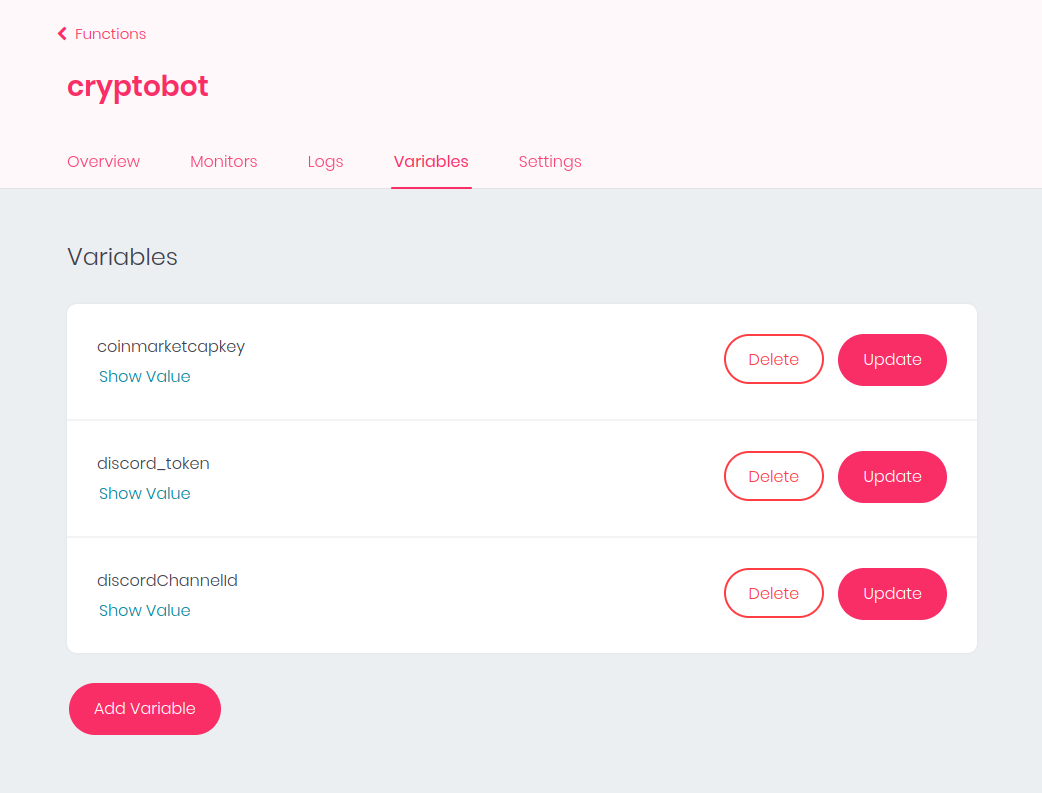 Functions
cryptobot
Overview Monitors Logs Variables Settings
Variables
coinmarketcapkey
Show Value
Delete Update
discord_token
Show Value
Delete Update
discordChannelId
Show Value
Delete Update
Add Variable